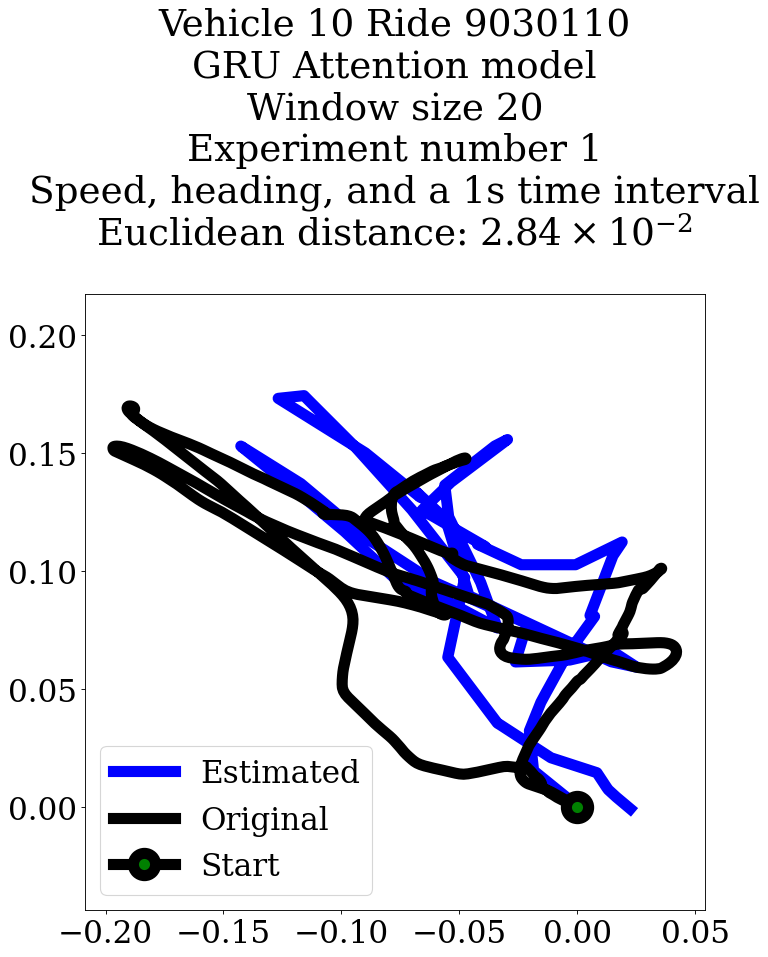 Vehicle 10 Ride 9030110
GRU Attention model
Window size 20
Experiment number 1
Speed, heading, and a 1s time interval
Euclidean distance: 2.84 × 10⁻²
0.20
0.15
0.10
0.05
0.00
Estimated
Original
Start
−0.20 −0.15 −0.10 −0.05 0.00 0.05